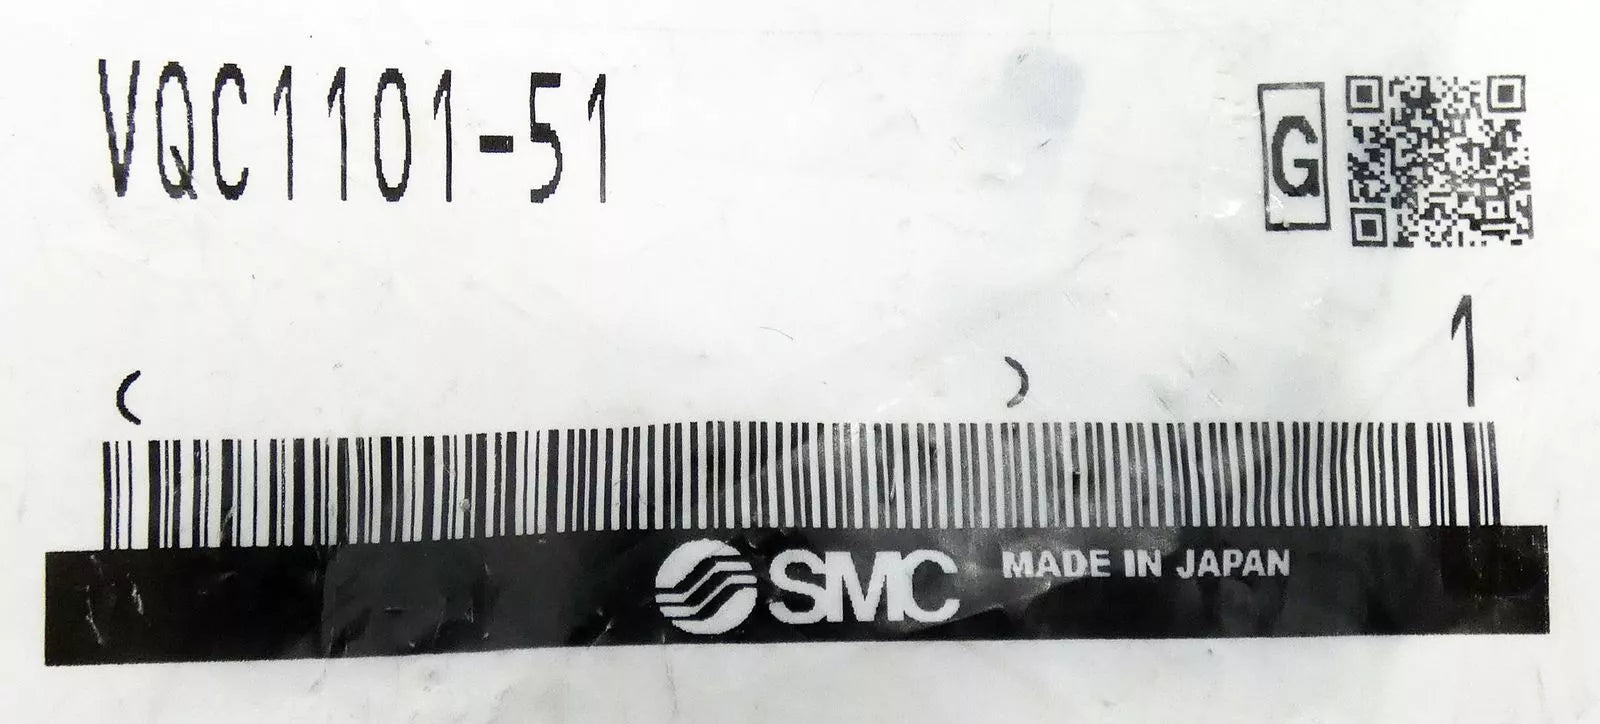 VQC1101-51
G
( ) 1
SMC MADE IN JAPAN